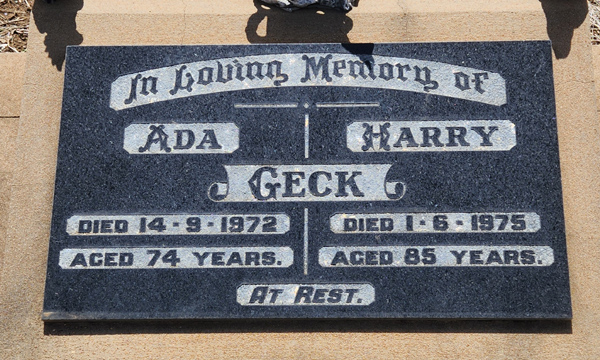 In Loving Memory of
ADA HARRY
GECK
DIED 14-9-1972 DIED 1-6-1975
AGED 74 YEARS. AGED 85 YEARS.
AT REST.